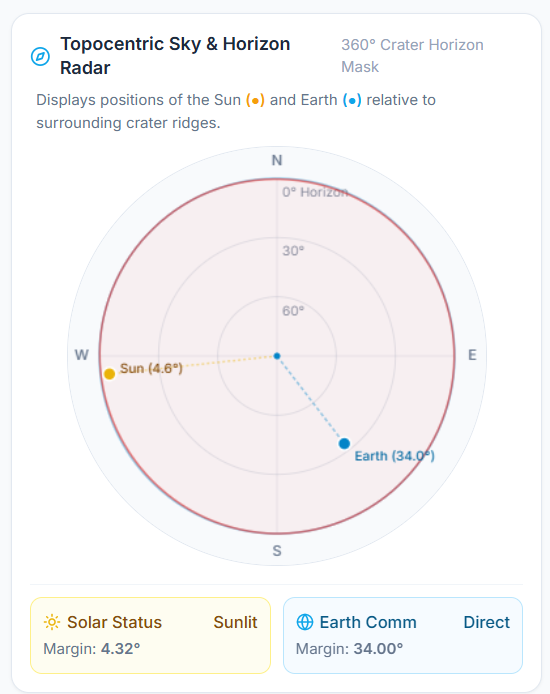 Topocentric Sky & Horizon
Radar
360° Crater Horizon
Mask
Displays positions of the Sun (●) and Earth (●) relative to
surrounding crater ridges.
N
0° Horizon
30°
60°
W
E
Sun (4.6°)
Earth (34.0°)
S
Solar Status Sunlit
Margin: 4.32°
Earth Comm Direct
Margin: 34.00°